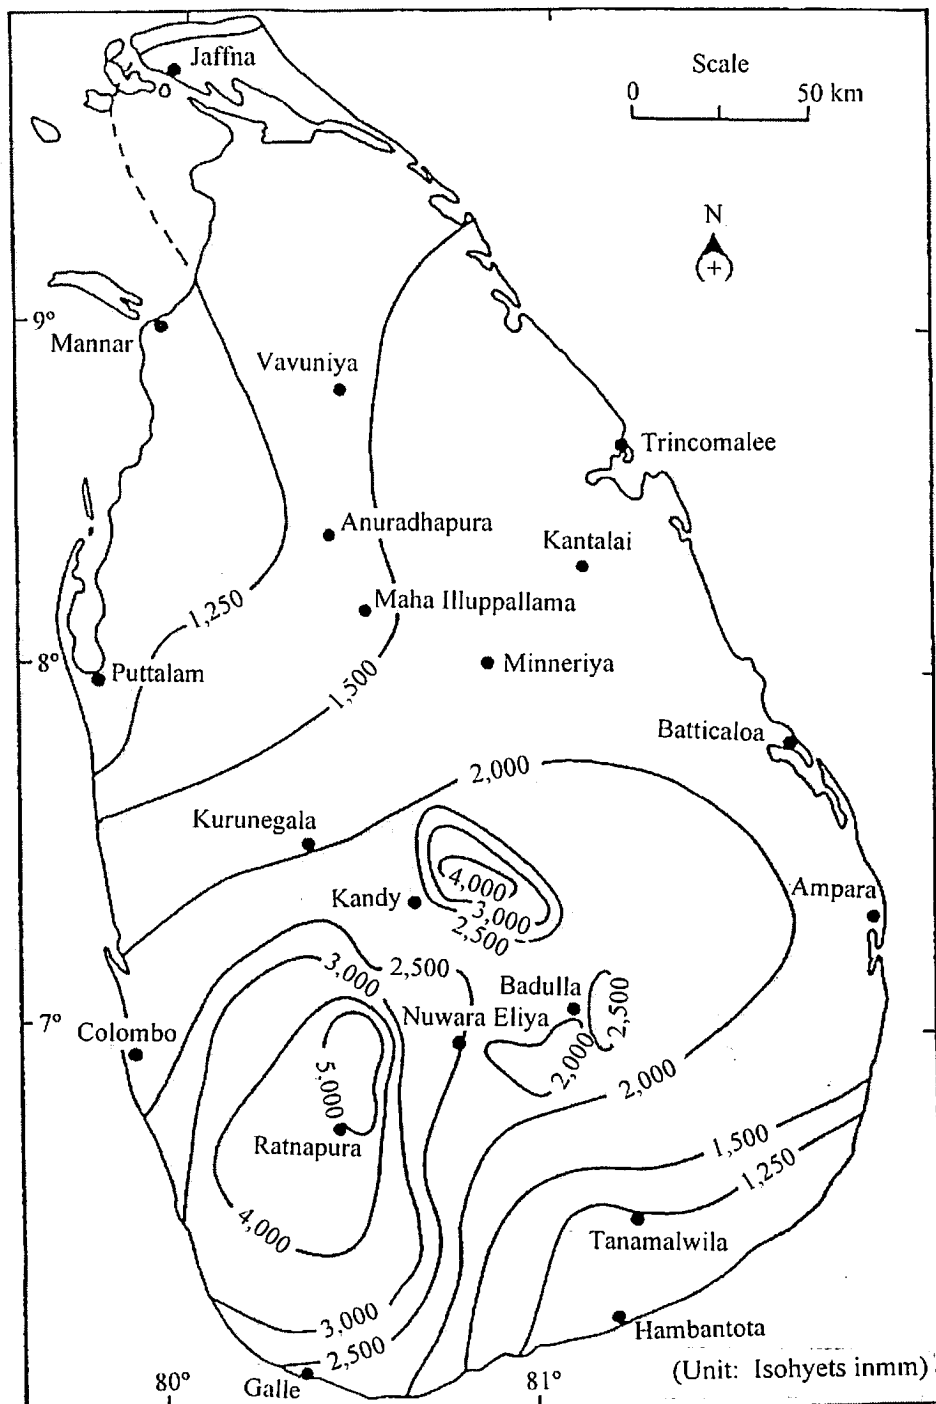 Jaffna
Scale
0 50 km
N
9°
Mannar
Vavuniya
Trincomalee
Anuradhapura
Kantalai
1,250
Maha Illuppallama
8°
Puttalam
Minneriya
1,500
Batticaloa
2,000
Kurunegala
4,000
Ampara
Kandy
3,000
2,500
2,500
3,000
Badulla
2,500
7°
Colombo
Nuwara Eliya
2,000
2,000
5,000
Ratnapura
1,500
1,250
4,000
Tanamalwila
3,000
Hambantota
2,500
(Unit: Isohyets inmm)
Galle
80°
81°